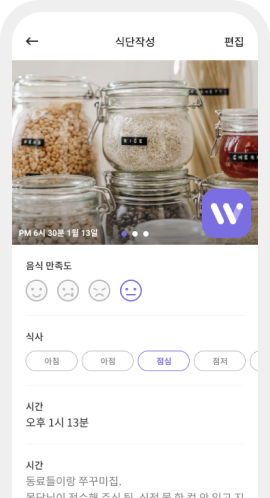 식단작성
편집
SPAGHETTI
RICE
PM 6시 30분 1월 13일
음식 만족도
식사
아침
아점
점심
점저
시간
오후 1시 13분
시간
동료들이랑 쭈꾸미집.